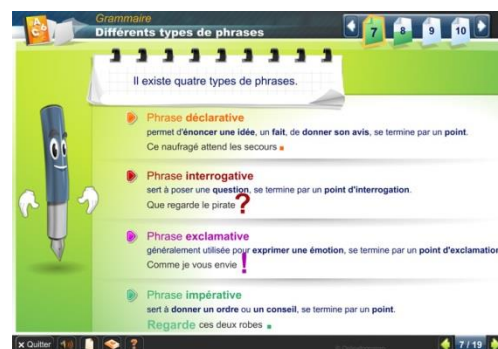 Grammaire
Différents types de phrases
7 8 9 10
Il existe quatre types de phrases.
Phrase déclarative
permet d'énoncer une idée, un fait, de donner son avis, se termine par un point.
Ce naufragé attend les secours.
Phrase interrogative
sert à poser une question, se termine par un point d'interrogation.
Que regarde le pirate ?
Phrase exclamative
généralement utilisée pour exprimer une émotion, se termine par un point d'exclamation
Comme je vous envie !
Phrase impérative
sert à donner un ordre ou un conseil, se termine par un point.
Regarde ces deux robes.
x Quitter ? 7 / 19